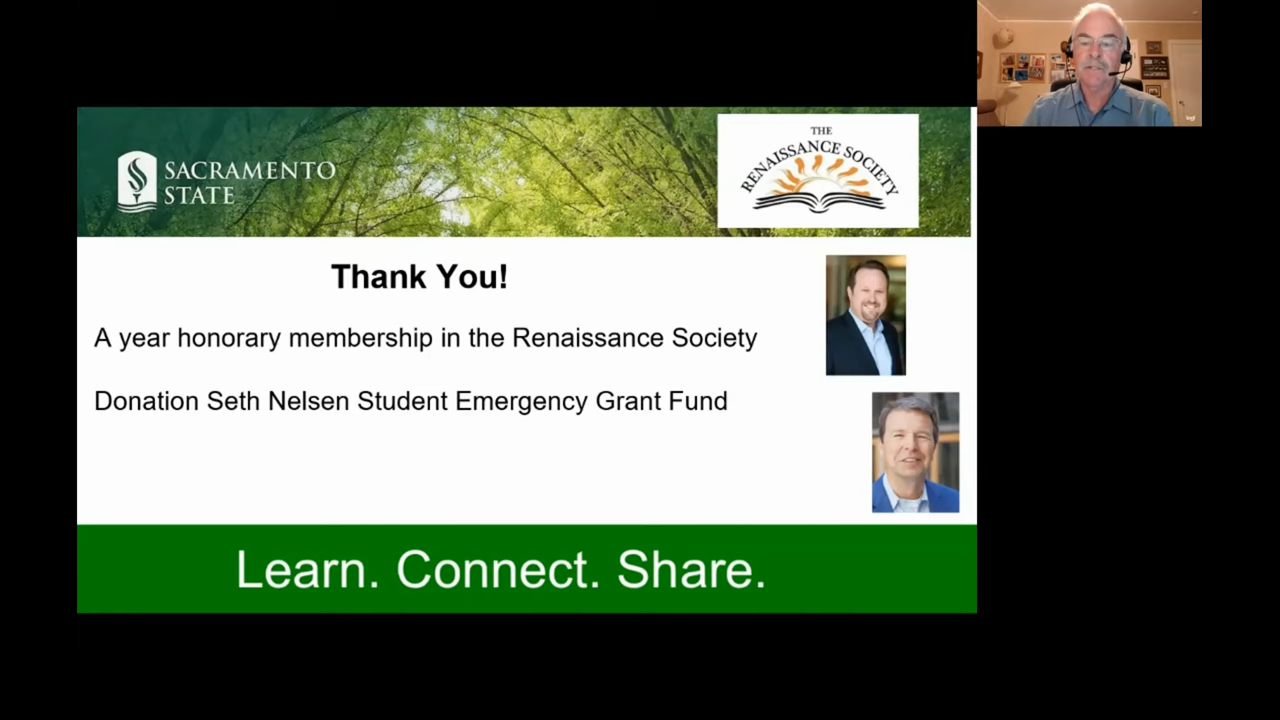 SACRAMENTO
STATE
THE
RENAISSANCE SOCIETY
Thank You!
A year honorary membership in the Renaissance Society
Donation Seth Nelsen Student Emergency Grant Fund
Learn. Connect. Share.